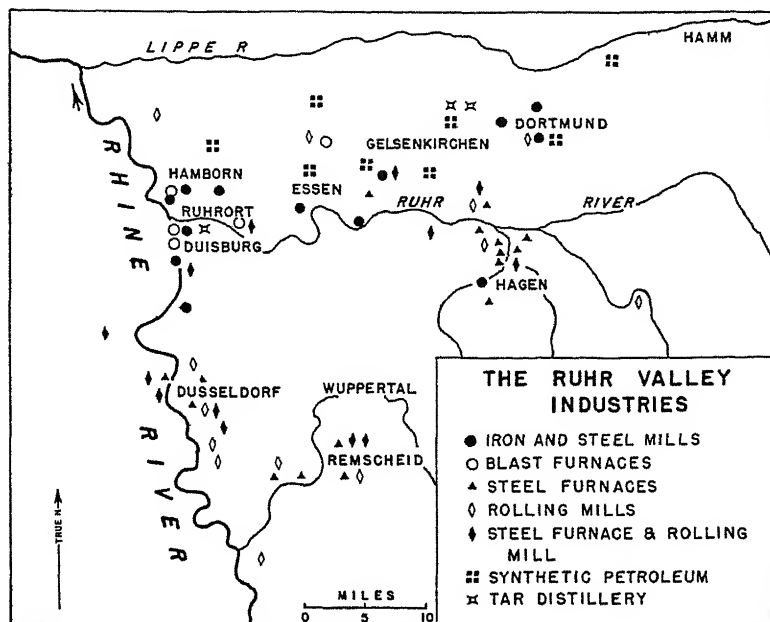 LIPPE R
HAMM
DORTMUND
GELSENKIRCHEN
HAMBORN
ESSEN
RUHR RIVER
RUHRORT
DUISBURG
HAGEN
RHINE RIVER
DUSSELDORF
WUPPERTAL
REMSCHEID
THE RUHR VALLEY
INDUSTRIES
IRON AND STEEL MILLS
BLAST FURNACES
STEEL FURNACES
ROLLING MILLS
STEEL FURNACE & ROLLING
MILL
SYNTHETIC PETROLEUM
TAR DISTILLERY
TRUE N
MILES
0 5 10